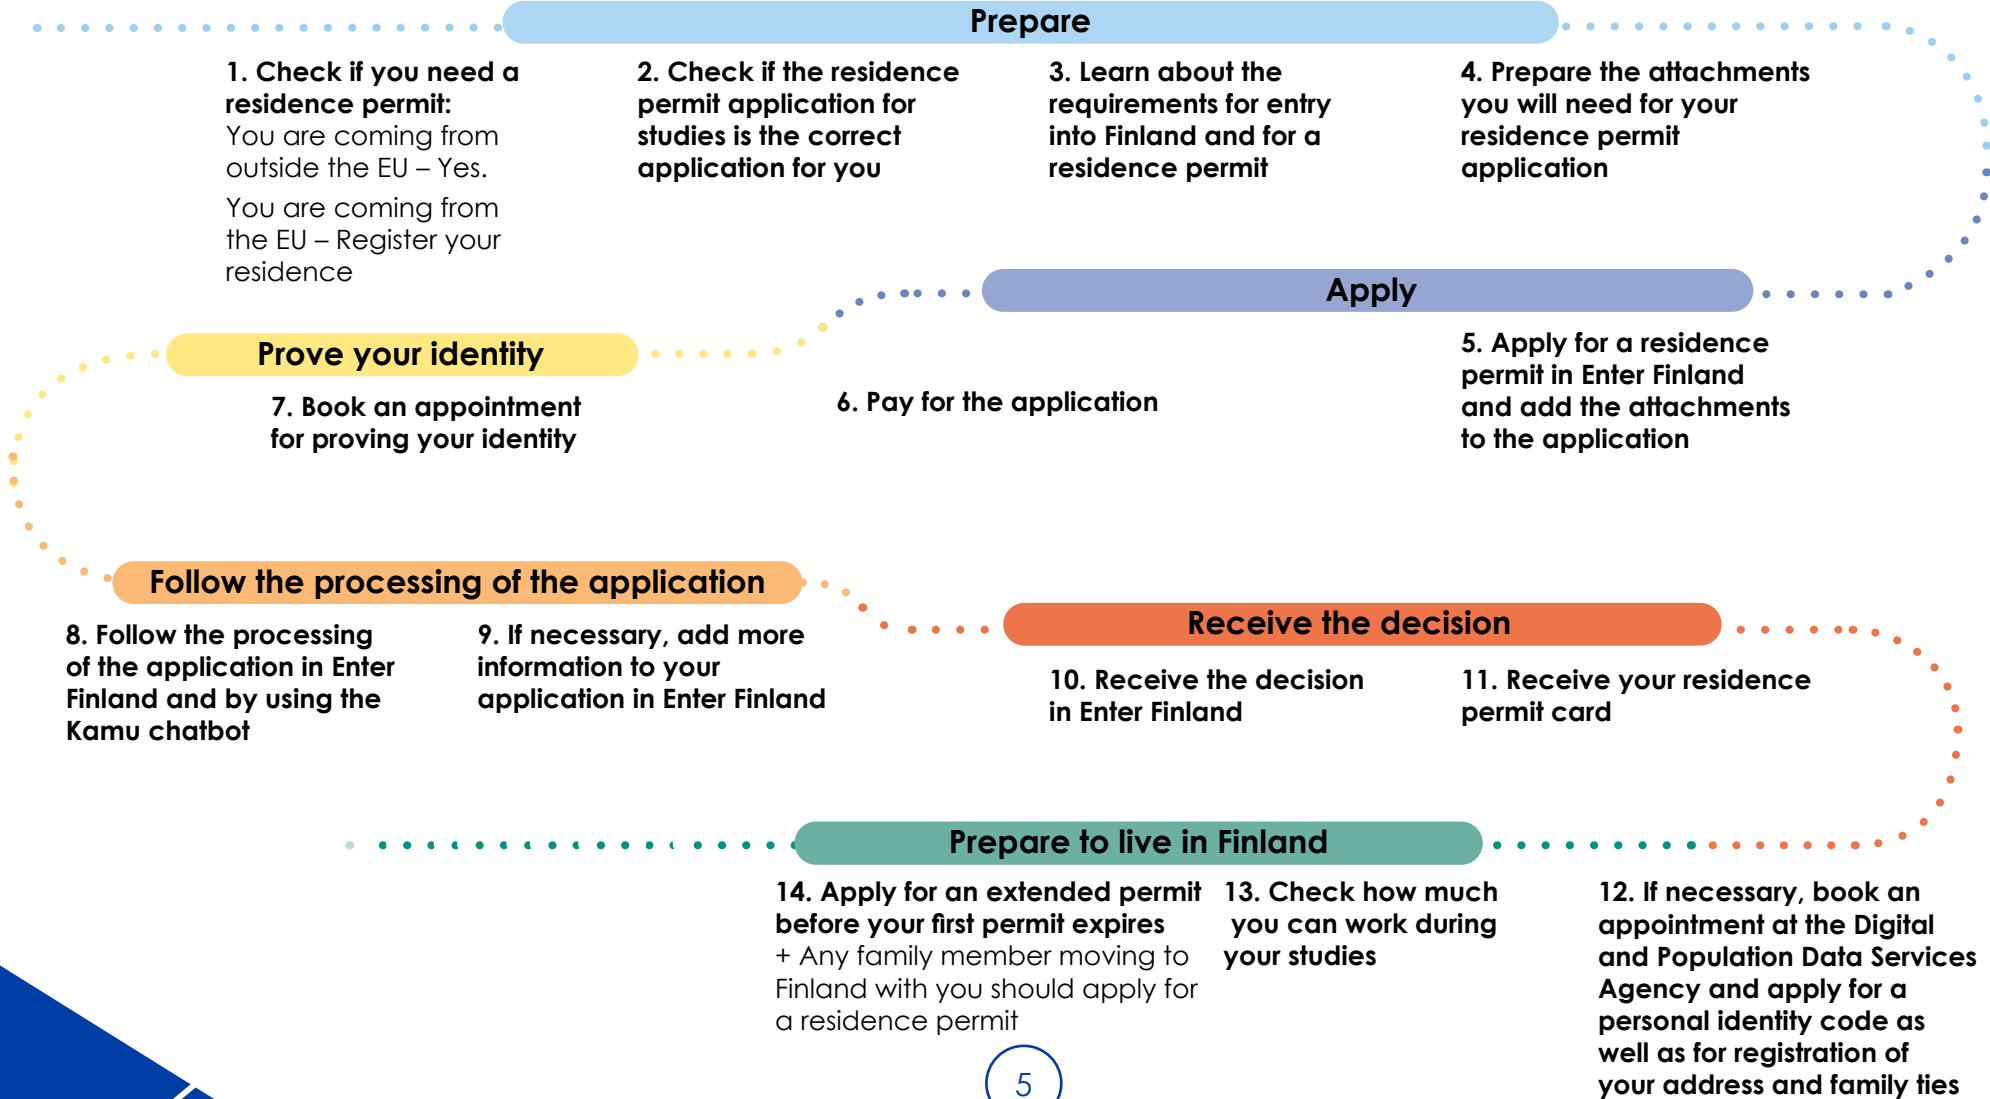 Prepare
1. Check if you need a
residence permit:
You are coming from
outside the EU – Yes.
You are coming from
the EU – Register your
residence
2. Check if the residence
permit application for
studies is the correct
application for you
3. Learn about the
requirements for entry
into Finland and for a
residence permit
4. Prepare the attachments
you will need for your
residence permit
application
Apply
5. Apply for a residence
permit in Enter Finland
and add the attachments
to the application
6. Pay for the application
Prove your identity
7. Book an appointment
for proving your identity
Follow the processing of the application
8. Follow the processing
of the application in Enter
Finland and by using the
Kamu chatbot
9. If necessary, add more
information to your
application in Enter Finland
Receive the decision
10. Receive the decision
in Enter Finland
11. Receive your residence
permit card
Prepare to live in Finland
12. If necessary, book an
appointment at the Digital
and Population Data Services
Agency and apply for a
personal identity code as
well as for registration of
your address and family ties
13. Check how much
you can work during
your studies
14. Apply for an extended permit
before your first permit expires
+ Any family member moving to
Finland with you should apply for
a residence permit
5